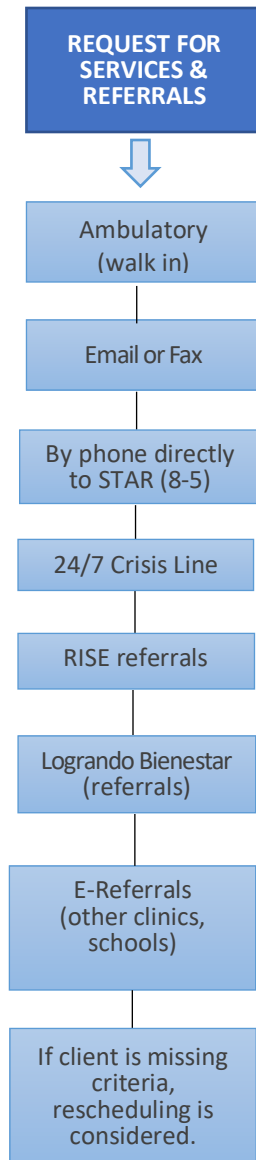 REQUEST FOR
SERVICES &
REFERRALS
Ambulatory
(walk in)
Email or Fax
By phone directly
to STAR (8-5)
24/7 Crisis Line
RISE referrals
Logrando Bienestar
(referrals)
E-Referrals
(other clinics,
schools)
If client is missing
criteria,
rescheduling is
considered.